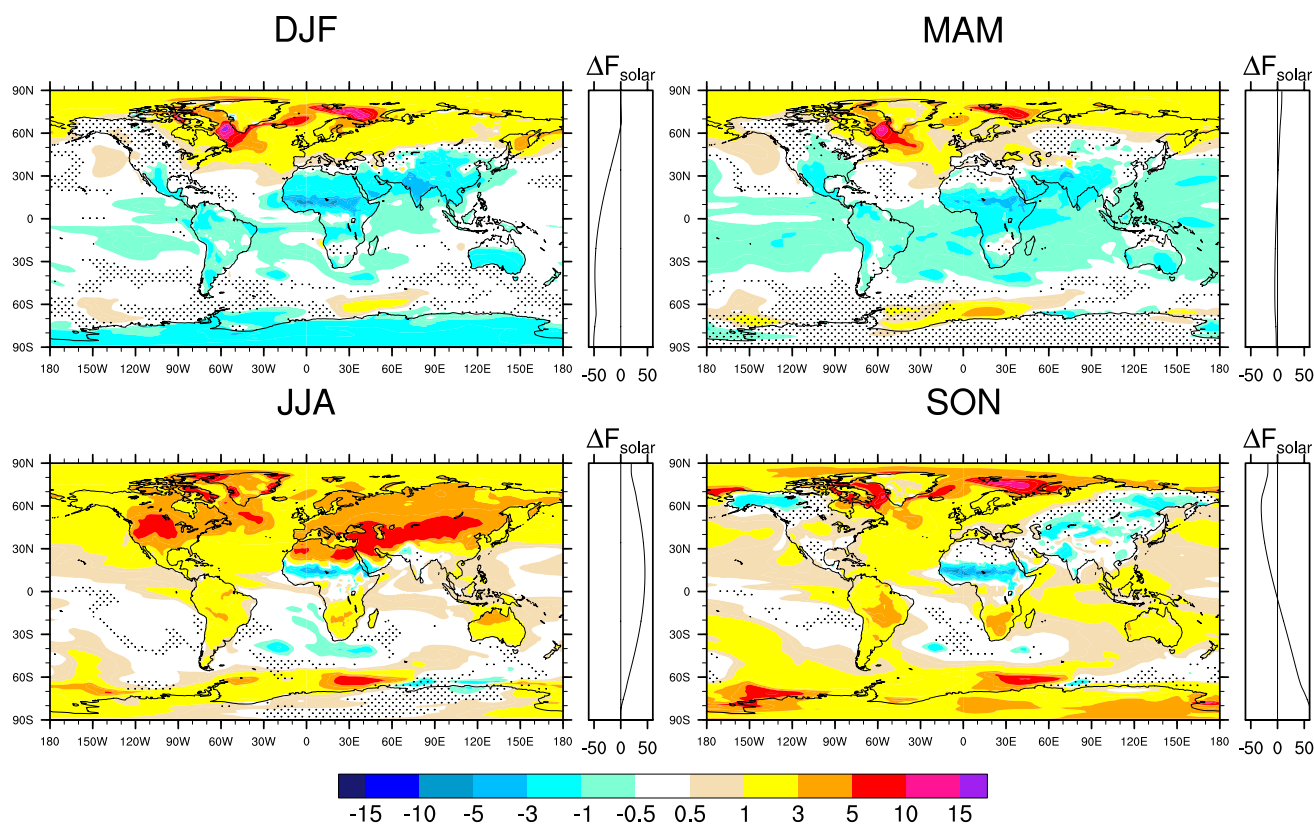 DJF MAM
ΔFsolar ΔFsolar
90N 90N
60N 60N
30N 30N
0 0
30S 30S
60S 60S
90S 90S
180 150W 120W 90W 60W 30W 0 30E 60E 90E 120E 150E 180 -50 0 50 180 150W 120W 90W 60W 30W 0 30E 60E 90E 120E 150E 180 -50 0 50
JJA SON
ΔFsolar ΔFsolar
90N 90N
60N 60N
30N 30N
0 0
30S 30S
60S 60S
90S 90S
180 150W 120W 90W 60W 30W 0 30E 60E 90E 120E 150E 180 -50 0 50 180 150W 120W 90W 60W 30W 0 30E 60E 90E 120E 150E 180 -50 0 50
-15 -10 -5 -3 -1 -0.5 0.5 1 3 5 10 15